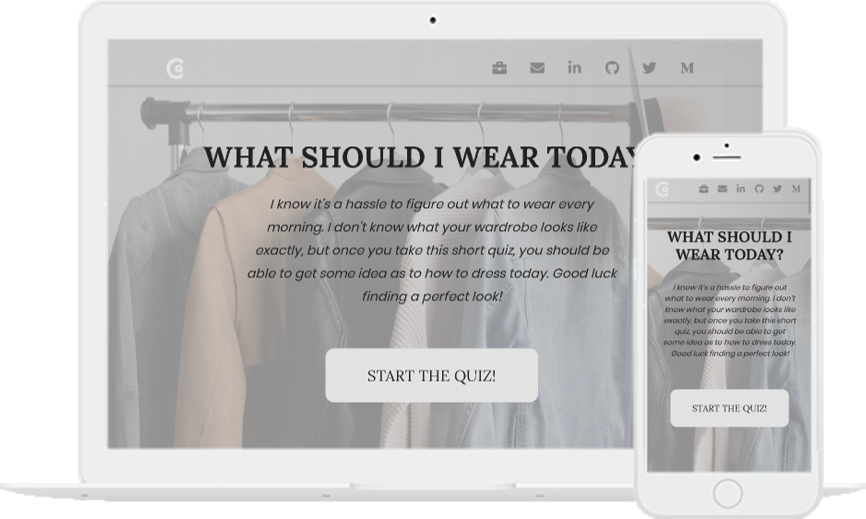 M
WHAT SHOULD I WEAR TODAY
I know it's a hassle to figure out what to wear every
morning. I don't know what your wardrobe looks like
exactly, but once you take this short quiz, you should be
able to get some idea as to how to dress today. Good luck
finding a perfect look!
START THE QUIZ!
M
WHAT SHOULD I
WEAR TODAY?
I know it's a hassle to figure out
what to wear every morning. I don't
know what your wardrobe looks like
exactly, but once you take this short
quiz, you should be able to get
some idea as to how to dress today.
Good luck finding a perfect look!
START THE QUIZ!